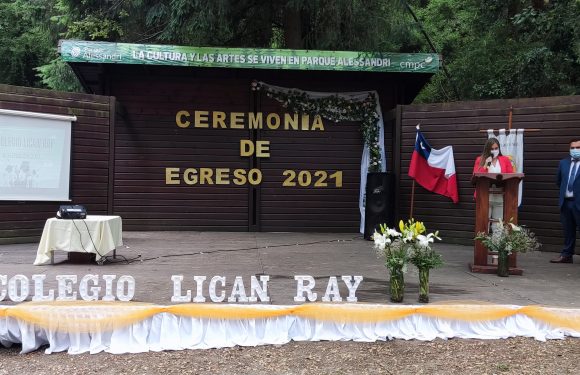 Alessandri
LA CULTURA Y LAS ARTES SE VIVEN EN PARQUE ALESSANDRI
cmpc
CEREMONIA
DE
EGRESO 2021
COLEGIO LICAN RAY